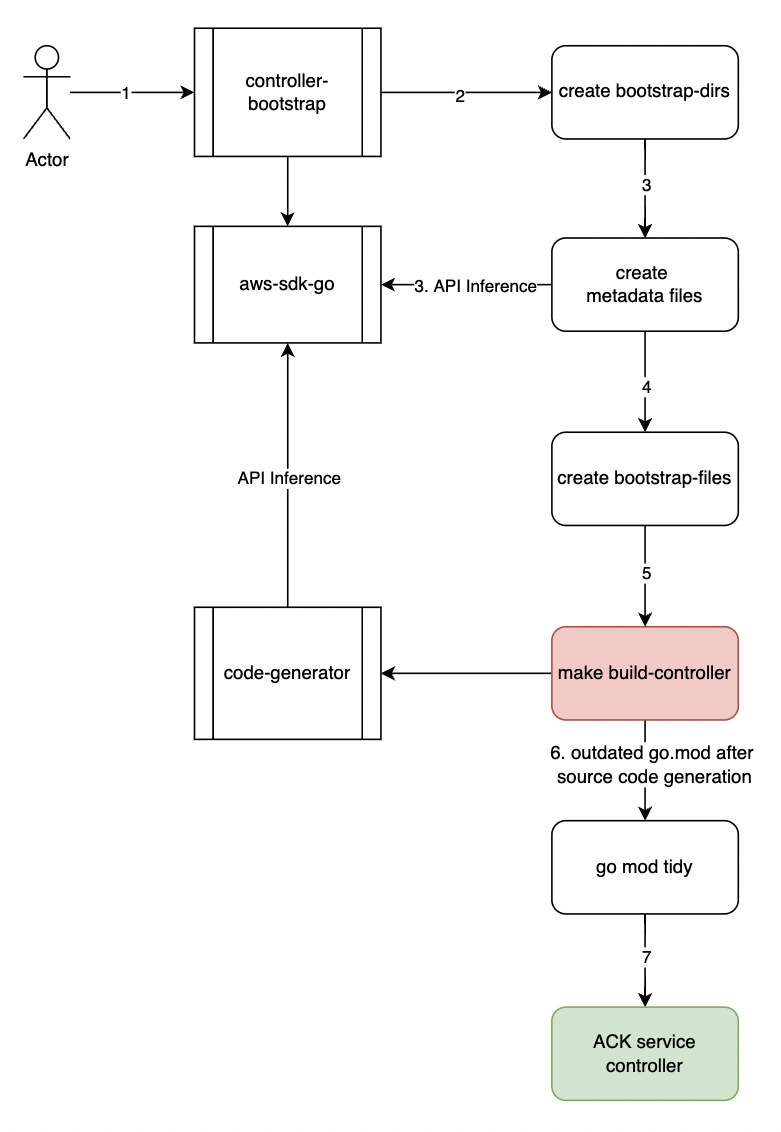 1
controller-
bootstrap
2
create bootstrap-dirs
Actor
3
aws-sdk-go
3. API Inference
create
metadata files
4
API Inference
create bootstrap-files
5
code-generator
make build-controller
6. outdated go.mod after
source code generation
go mod tidy
7
ACK service
controller